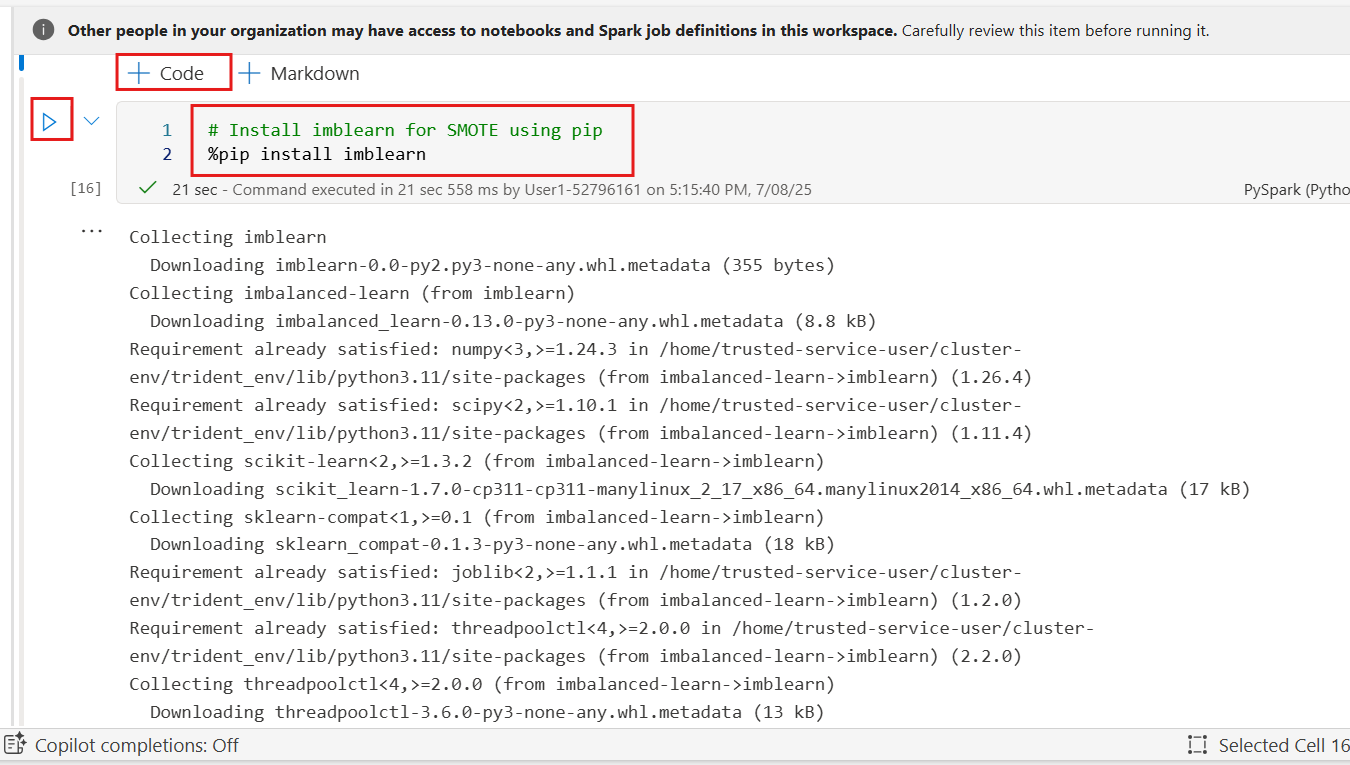 Other people in your organization may have access to notebooks and Spark job definitions in this workspace. Carefully review this item before running it.
Code Markdown
1 # Install imblearn for SMOTE using pip
2 %pip install imblearn
[16] 21 sec - Command executed in 21 sec 558 ms by User1-52796161 on 5:15:40 PM, 7/08/25 PySpark (Pytho
...
Collecting imblearn
Downloading imblearn-0.0-py2.py3-none-any.whl.metadata (355 bytes)
Collecting imbalanced-learn (from imblearn)
Downloading imbalanced_learn-0.13.0-py3-none-any.whl.metadata (8.8 kB)
Requirement already satisfied: numpy<3,>=1.24.3 in /home/trusted-service-user/cluster-
env/trident_env/lib/python3.11/site-packages (from imbalanced-learn->imblearn) (1.26.4)
Requirement already satisfied: scipy<2,>=1.10.1 in /home/trusted-service-user/cluster-
env/trident_env/lib/python3.11/site-packages (from imbalanced-learn->imblearn) (1.11.4)
Collecting scikit-learn<2,>=1.3.2 (from imbalanced-learn->imblearn)
Downloading scikit_learn-1.7.0-cp311-cp311-manylinux_2_17_x86_64.manylinux2014_x86_64.whl.metadata (17 kB)
Collecting sklearn-compat<1,>=0.1 (from imbalanced-learn->imblearn)
Downloading sklearn_compat-0.1.3-py3-none-any.whl.metadata (18 kB)
Requirement already satisfied: joblib<2,>=1.1.1 in /home/trusted-service-user/cluster-
env/trident_env/lib/python3.11/site-packages (from imbalanced-learn->imblearn) (1.2.0)
Requirement already satisfied: threadpoolctl<4,>=2.0.0 in /home/trusted-service-user/cluster-
env/trident_env/lib/python3.11/site-packages (from imbalanced-learn->imblearn) (2.2.0)
Collecting threadpoolctl<4,>=2.0.0 (from imbalanced-learn->imblearn)
Downloading threadpoolctl-3.6.0-py3-none-any.whl.metadata (13 kB)
Copilot completions: Off Selected Cell 16